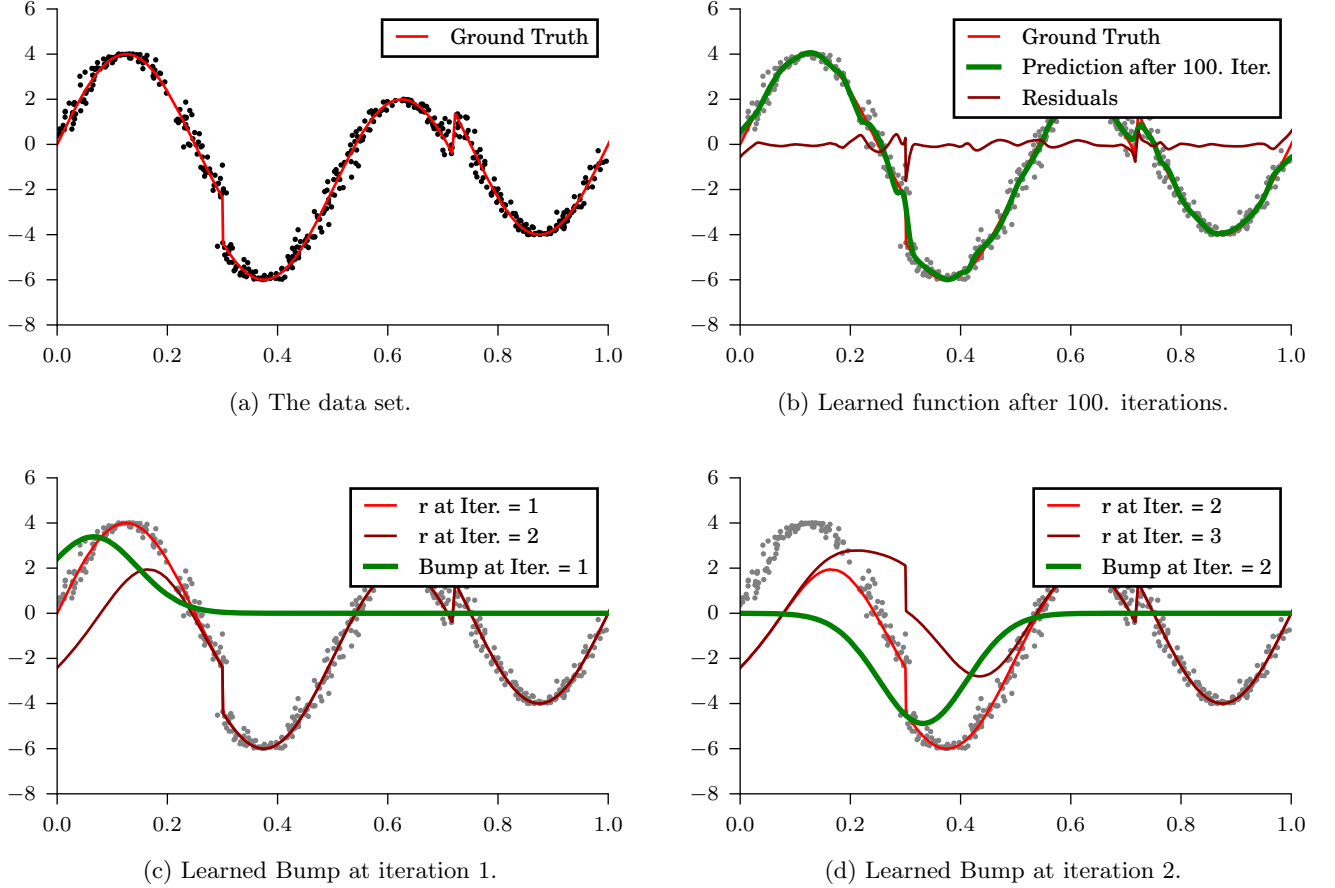 6
4
2
0
−2
−4
−6
−8
0.0 0.2 0.4 0.6 0.8 1.0
Ground Truth
(a) The data set.
6
4
2
0
−2
−4
−6
−8
0.0 0.2 0.4 0.6 0.8 1.0
Ground Truth
Prediction after 100. Iter.
Residuals
(b) Learned function after 100. iterations.
6
4
2
0
−2
−4
−6
−8
0.0 0.2 0.4 0.6 0.8 1.0
r at Iter. = 1
r at Iter. = 2
Bump at Iter. = 1
(c) Learned Bump at iteration 1.
6
4
2
0
−2
−4
−6
−8
0.0 0.2 0.4 0.6 0.8 1.0
r at Iter. = 2
r at Iter. = 3
Bump at Iter. = 2
(d) Learned Bump at iteration 2.